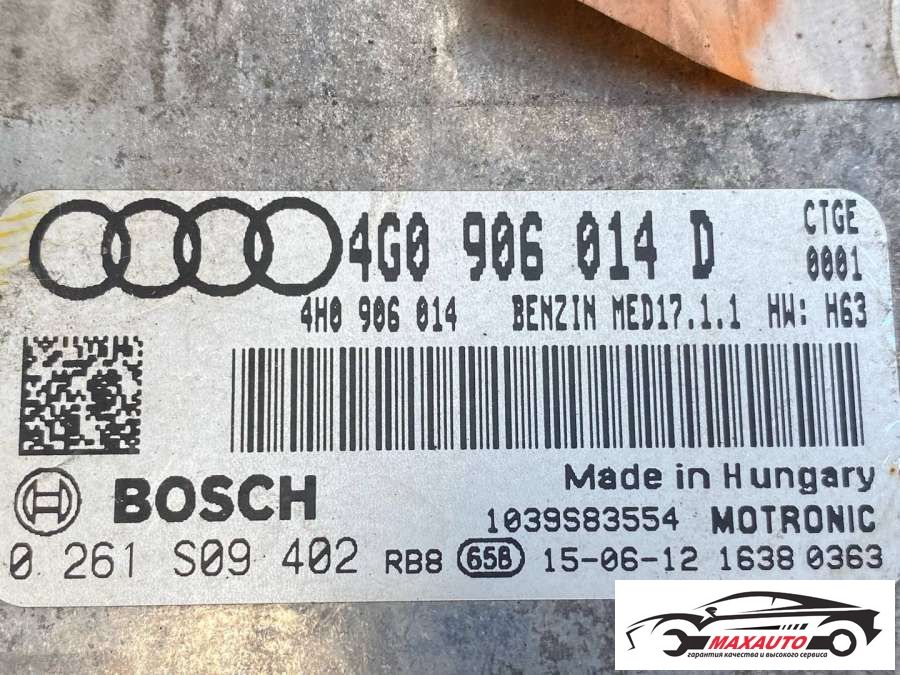 4G0 906 014 D
CTGE
0001
4H0 906 014 BENZIN MED17.1.1 HW: H63
Made in Hungary
BOSCH
1039S83554 MOTRONIC
0 261 S09 402 RB8 658 15-06-12 1638 0363
MAXAUTO
гарантия качества и высокого сервиса